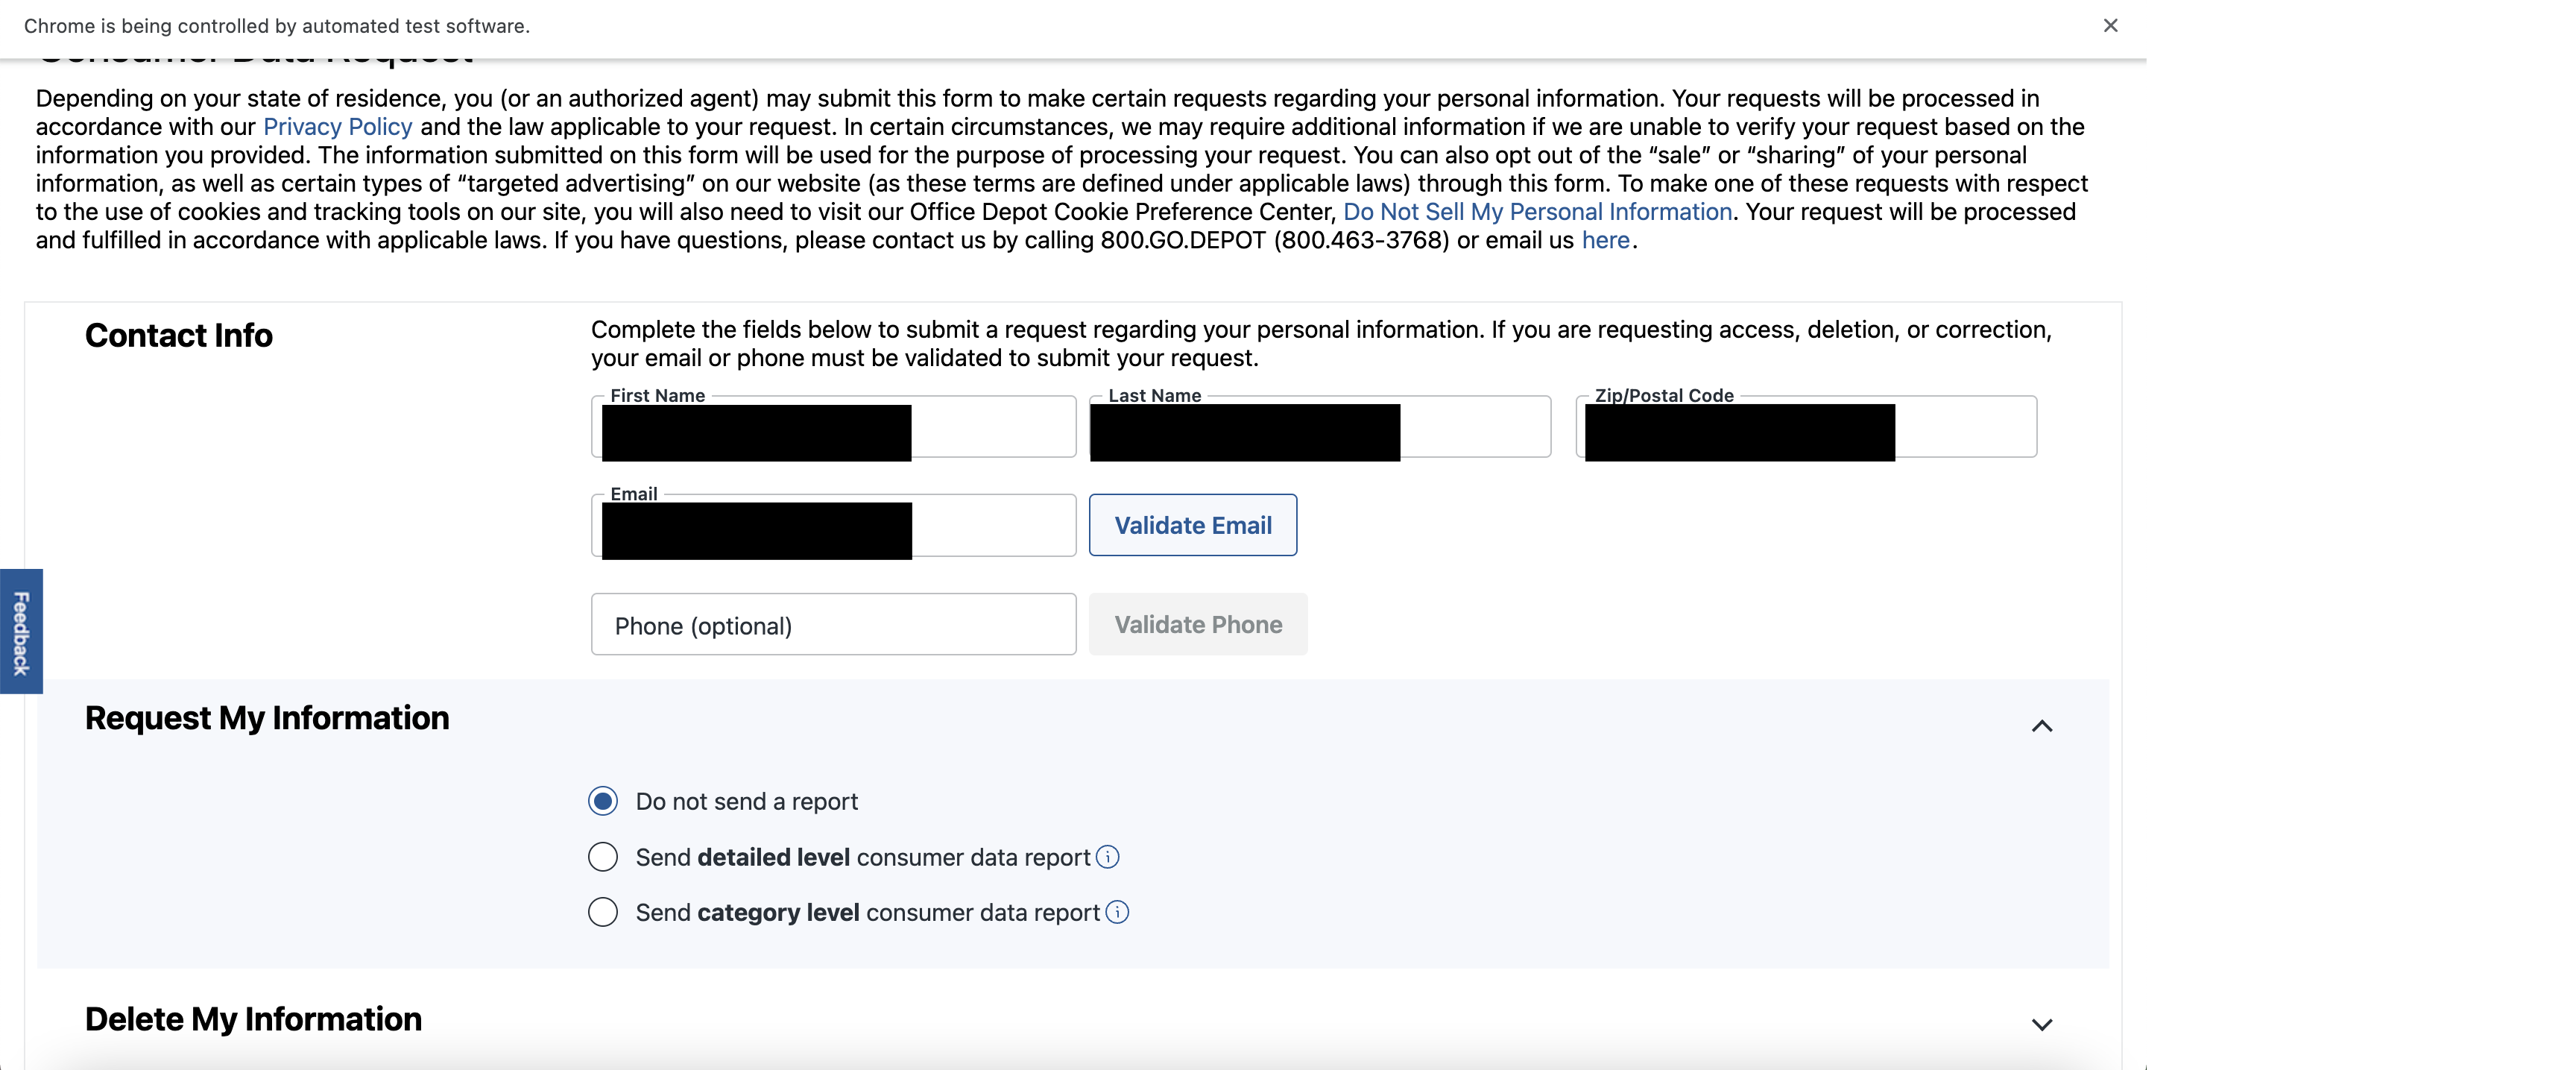 Chrome is being controlled by automated test software.
Consumer Data Request
Depending on your state of residence, you (or an authorized agent) may submit this form to make certain requests regarding your personal information. Your requests will be processed in
accordance with our Privacy Policy and the law applicable to your request. In certain circumstances, we may require additional information if we are unable to verify your request based on the
information you provided. The information submitted on this form will be used for the purpose of processing your request. You can also opt out of the “sale” or “sharing” of your personal
information, as well as certain types of “targeted advertising” on our website (as these terms are defined under applicable laws) through this form. To make one of these requests with respect
to the use of cookies and tracking tools on our site, you will also need to visit our Office Depot Cookie Preference Center, Do Not Sell My Personal Information. Your request will be processed
and fulfilled in accordance with applicable laws. If you have questions, please contact us by calling 800.GO.DEPOT (800.463-3768) or email us here.
Contact Info
Complete the fields below to submit a request regarding your personal information. If you are requesting access, deletion, or correction,
your email or phone must be validated to submit your request.
First Name Last Name Zip/Postal Code
Email
Validate Email
Phone (optional) Validate Phone
Feedback
Request My Information
Do not send a report
Send detailed level consumer data report
Send category level consumer data report
Delete My Information